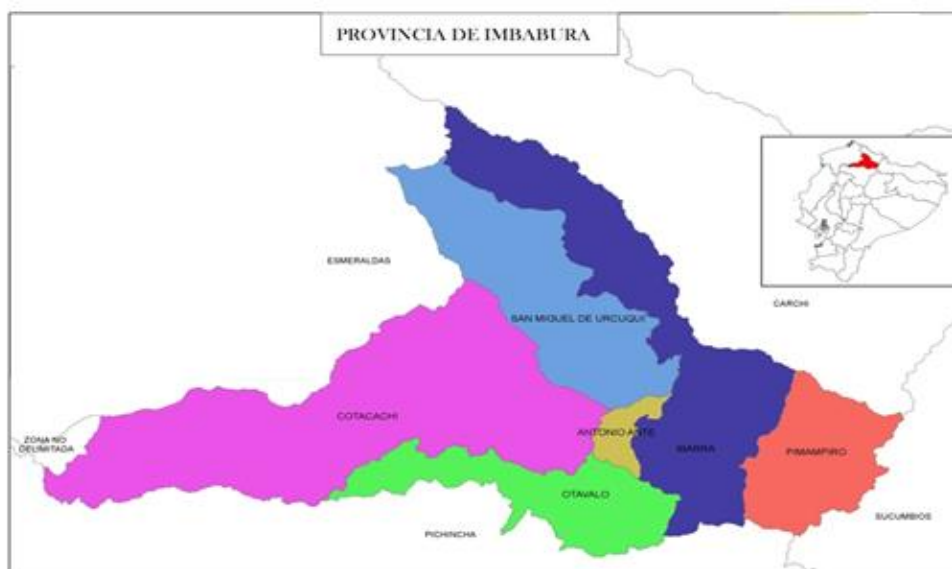 PROVINCIA DE IMBABURA
ESMERALDAS
CARCHI
SAN MIGUEL DE URCUQUI
COTACACHI
ANTONIO ANTE
ZONA NO
DELIMITADA
IBARRA
PIMAMPIRO
OTAVALO
SUCUMBIOS
PICHINCHA